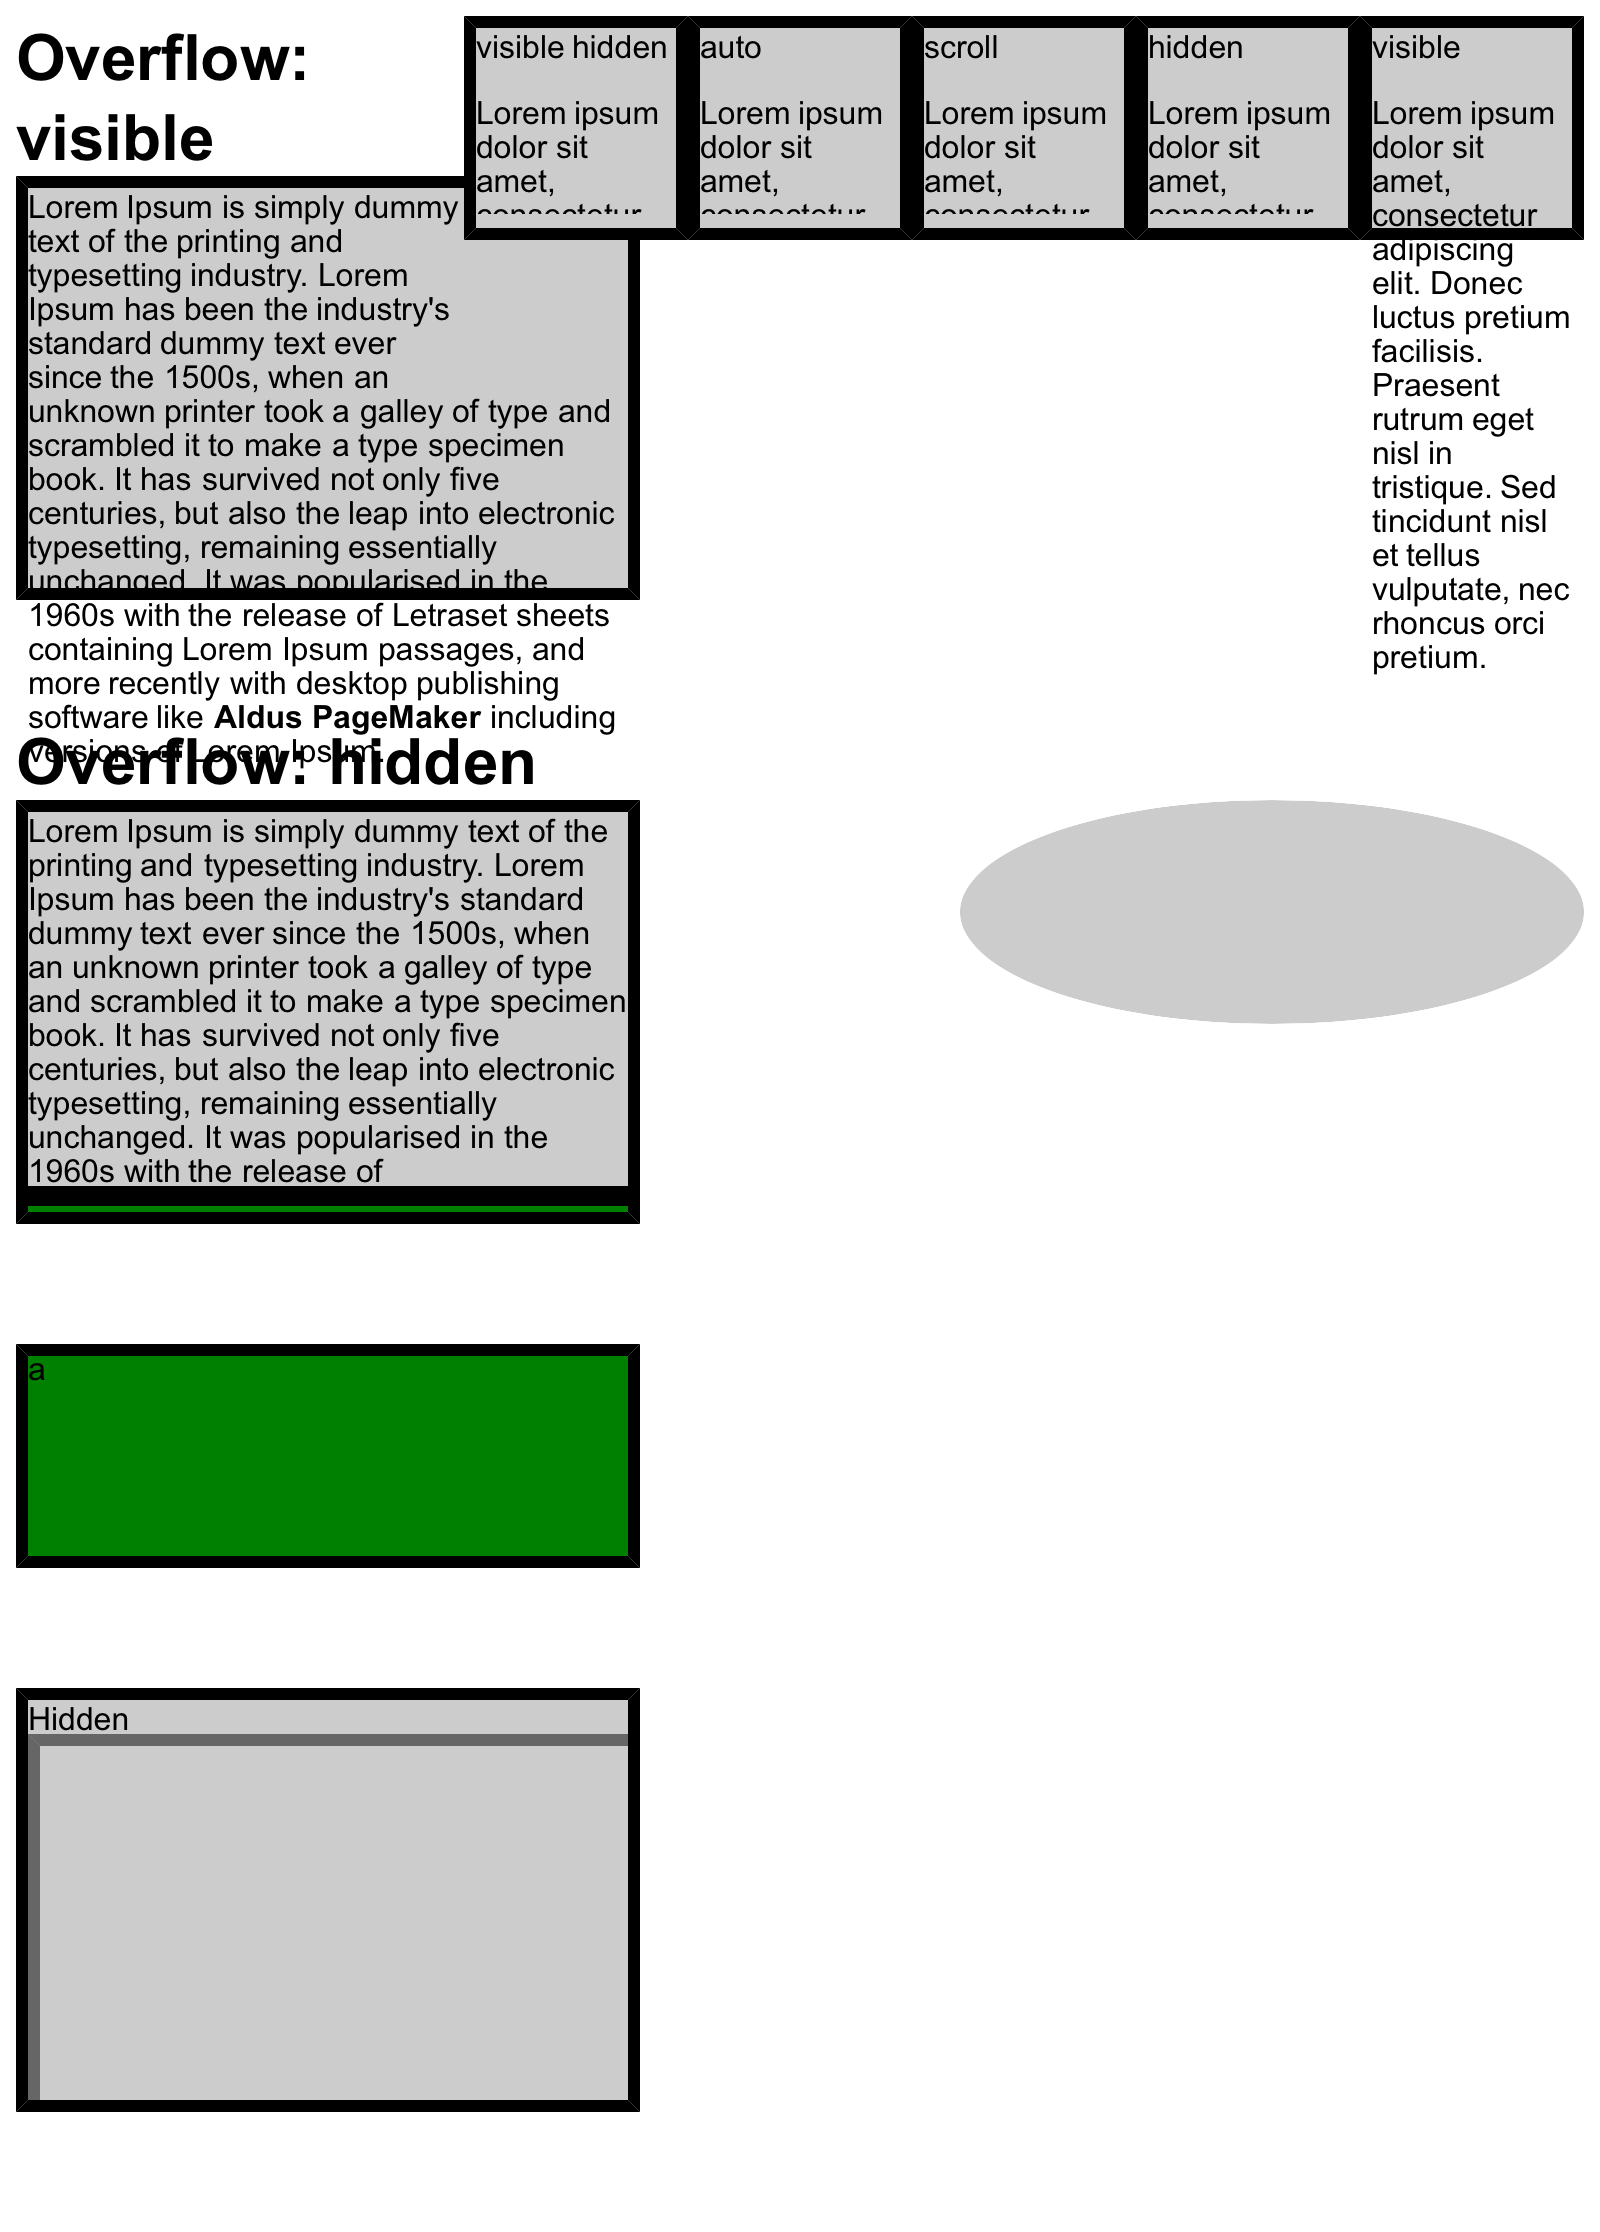 Overflow:
visible
visible hidden
Lorem ipsum
dolor sit
amet,
consectetur
auto
Lorem ipsum
dolor sit
amet,
consectetur
scroll
Lorem ipsum
dolor sit
amet,
consectetur
hidden
Lorem ipsum
dolor sit
amet,
consectetur
visible
Lorem ipsum
dolor sit
amet,
consectetur
adipiscing
elit. Donec
luctus pretium
facilisis.
Praesent
rutrum eget
nisl in
tristique. Sed
tincidunt nisl
et tellus
vulputate, nec
rhoncus orci
pretium.
Lorem Ipsum is simply dummy
text of the printing and
typesetting industry. Lorem
Ipsum has been the industry's
standard dummy text ever
since the 1500s, when an
unknown printer took a galley of type and
scrambled it to make a type specimen
book. It has survived not only five
centuries, but also the leap into electronic
typesetting, remaining essentially
unchanged. It was popularised in the
1960s with the release of Letraset sheets
containing Lorem Ipsum passages, and
more recently with desktop publishing
software like Aldus PageMaker including
versions of Lorem Ipsum.
Overflow: hidden
Lorem Ipsum is simply dummy text of the
printing and typesetting industry. Lorem
Ipsum has been the industry's standard
dummy text ever since the 1500s, when
an unknown printer took a galley of type
and scrambled it to make a type specimen
book. It has survived not only five
centuries, but also the leap into electronic
typesetting, remaining essentially
unchanged. It was popularised in the
1960s with the release of
a
Hidden